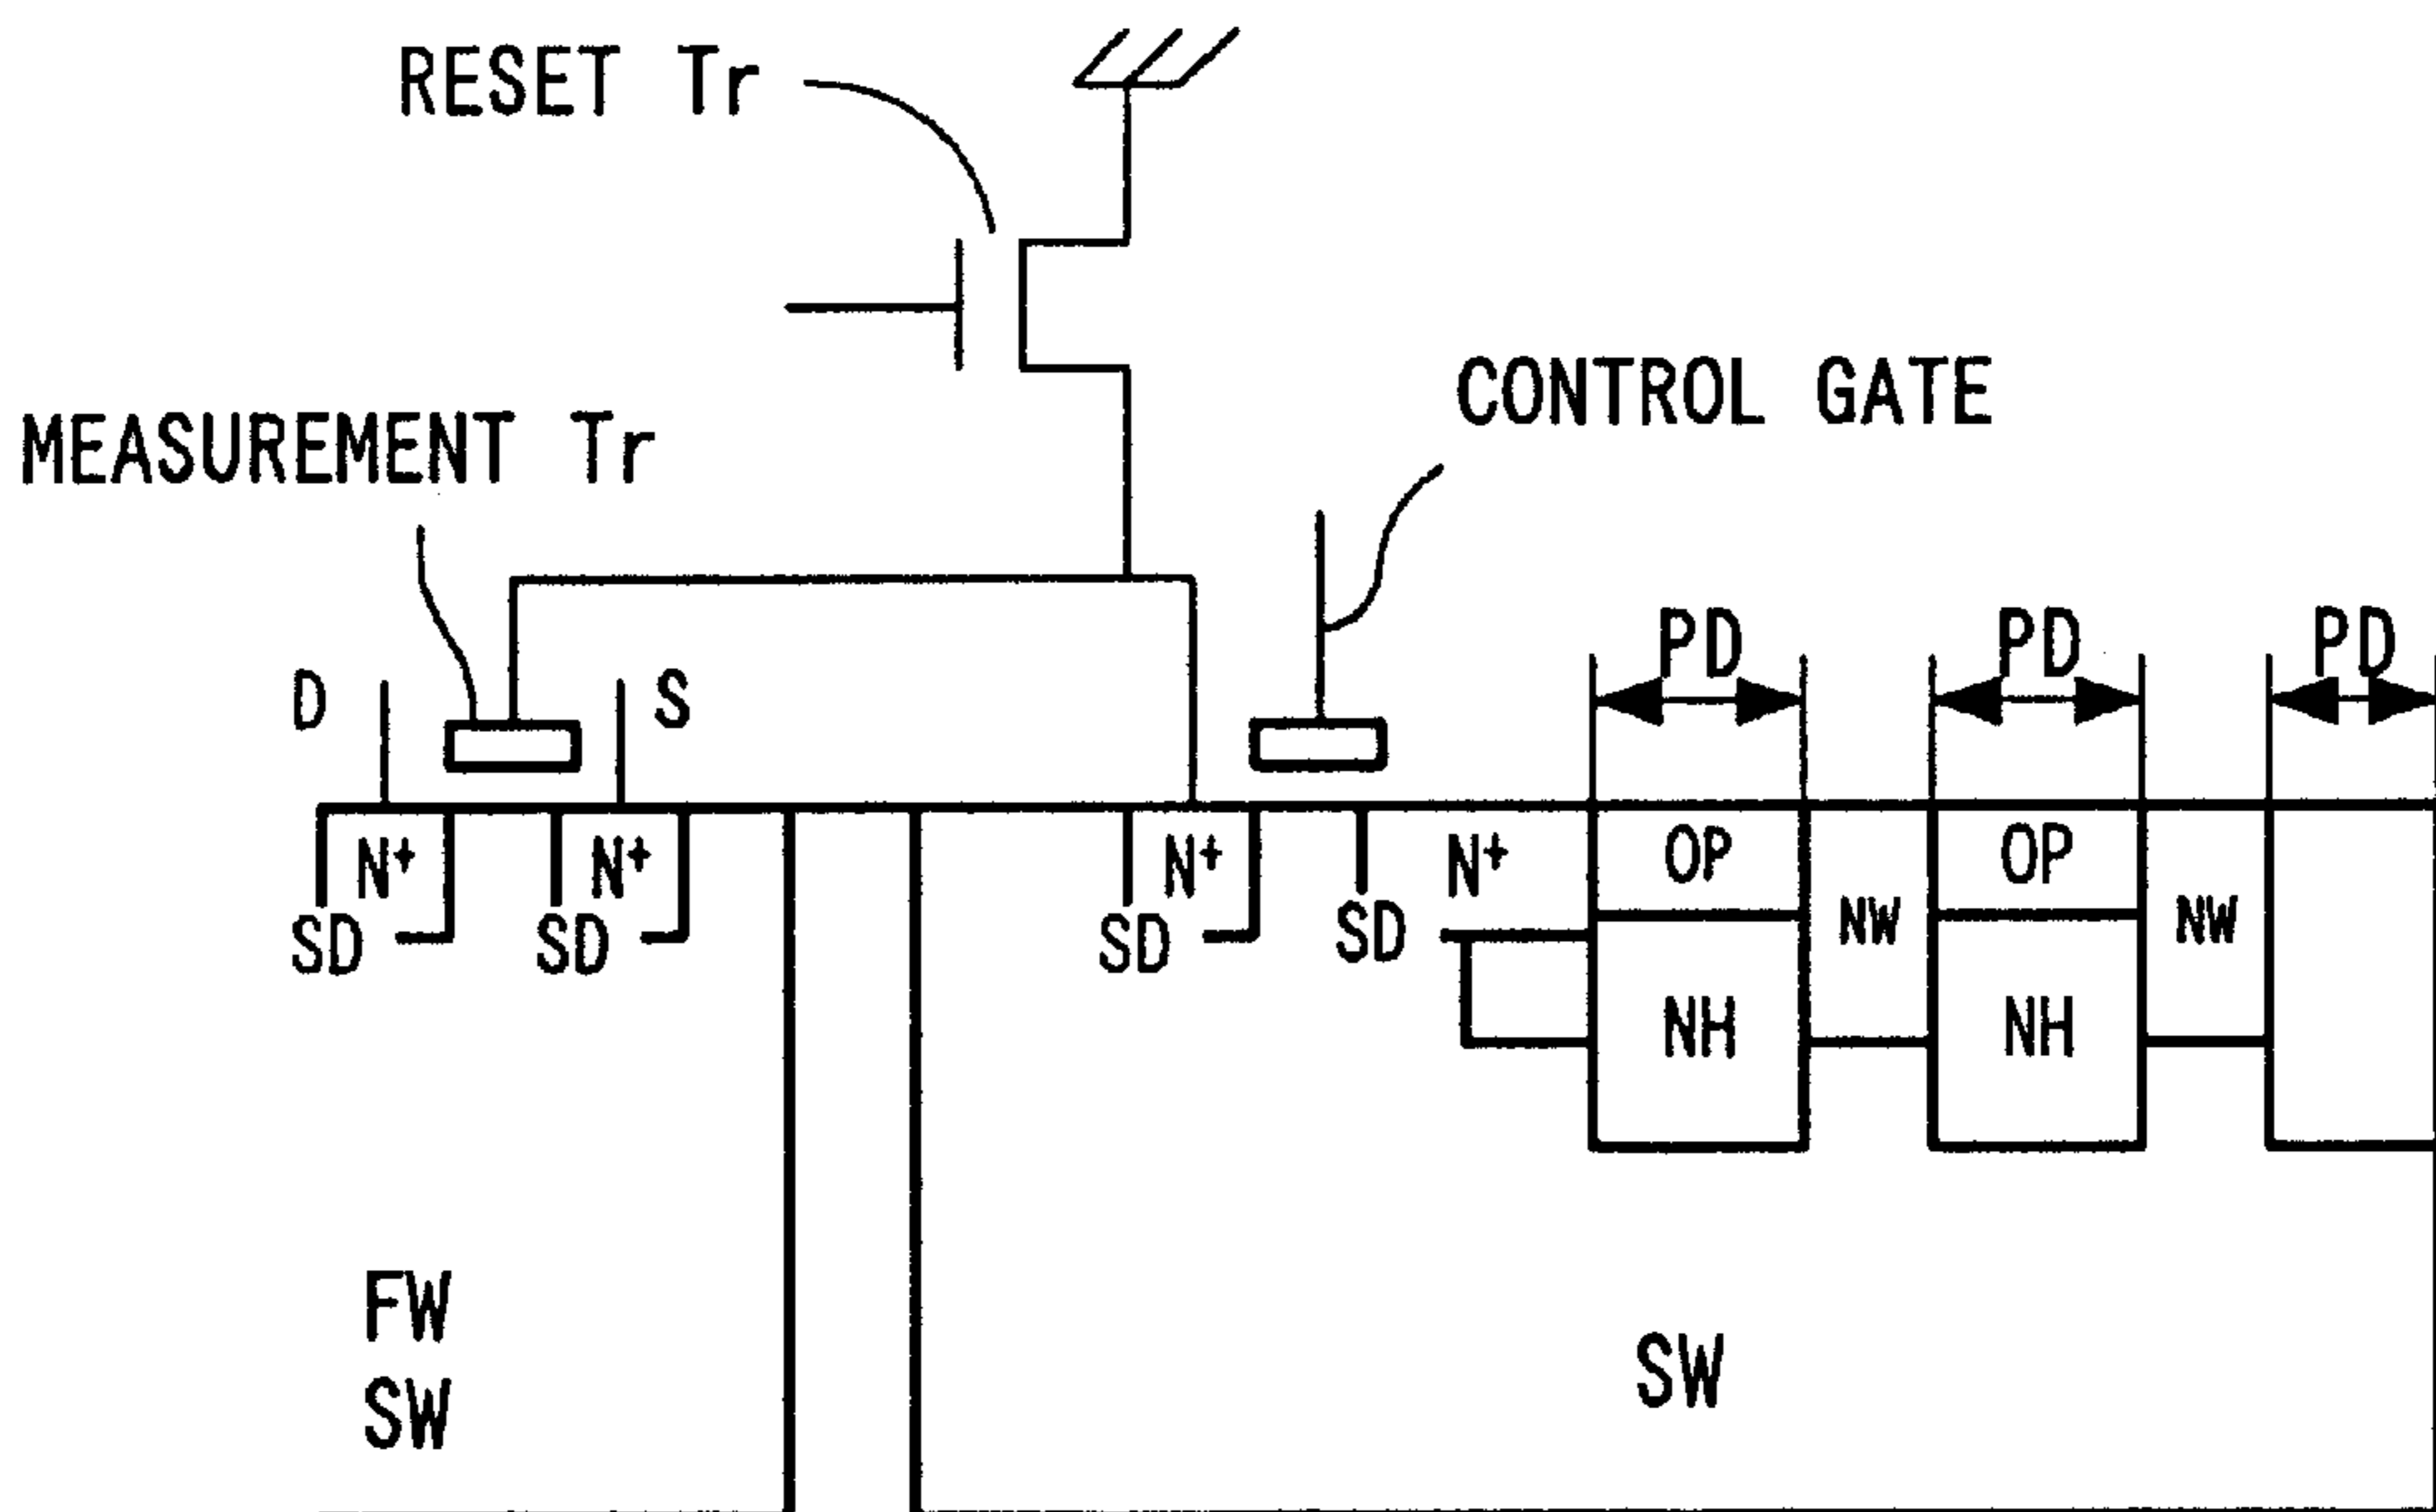 RESET Tr
CONTROL GATE
MEASUREMENT Tr
PD PD PD
D S
N+ N+ N+ N+ OP OP
SD SD SD SD NW NW
NH NH
FW
SW SW